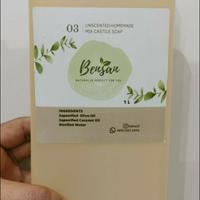 03
UNSCENTED HOMEMADE
MIX CASTILE SOAP
Bensan
NATURAL IS PERFECT FOR YOU
1L
INGREDIENTS
Saponified Olive Oil
Saponified Coconut Oil
Distilled Water